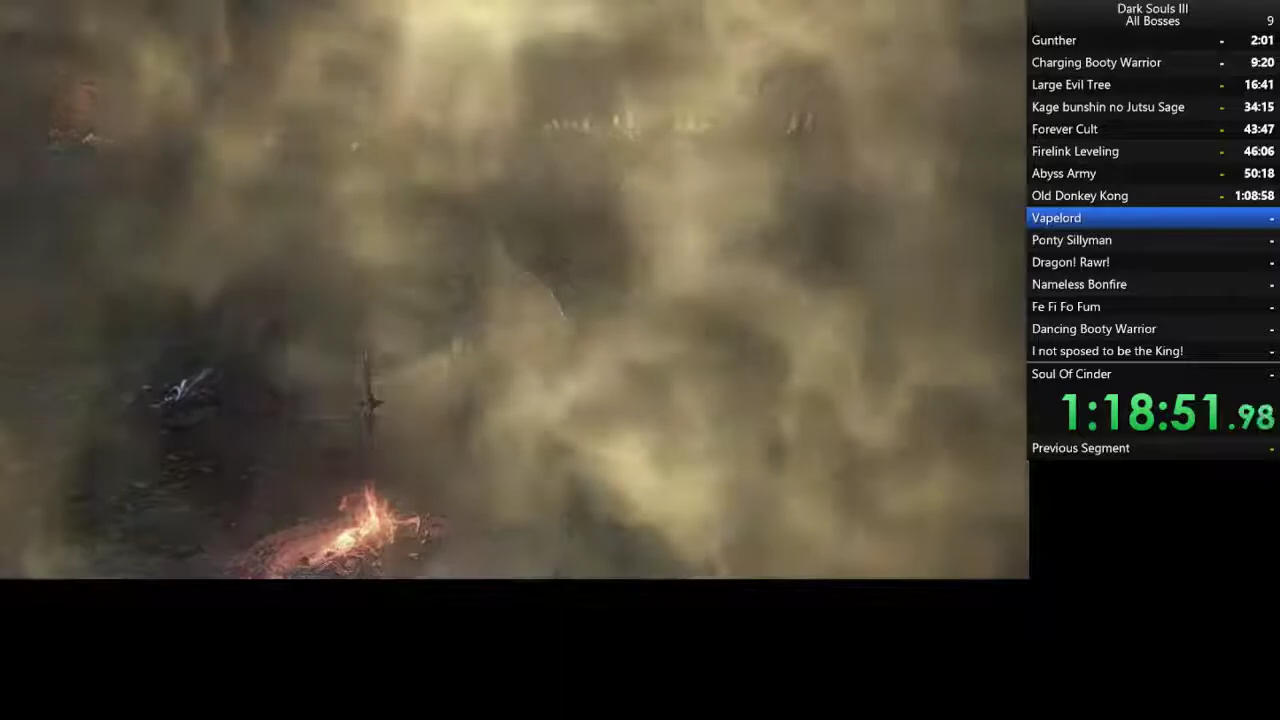 Dark Souls III
All Bosses 9
Gunther - 2:01
Charging Booty Warrior - 9:20
Large Evil Tree - 16:41
Kage bunshin no Jutsu Sage - 34:15
Forever Cult - 43:47
Firelink Leveling - 46:06
Abyss Army - 50:18
Old Donkey Kong - 1:08:58
Vapelord -
Ponty Sillyman -
Dragon! Rawr! -
Nameless Bonfire -
Fe Fi Fo Fum -
Dancing Booty Warrior -
I not sposed to be the King! -
Soul Of Cinder -
1:18:51.98
Previous Segment -